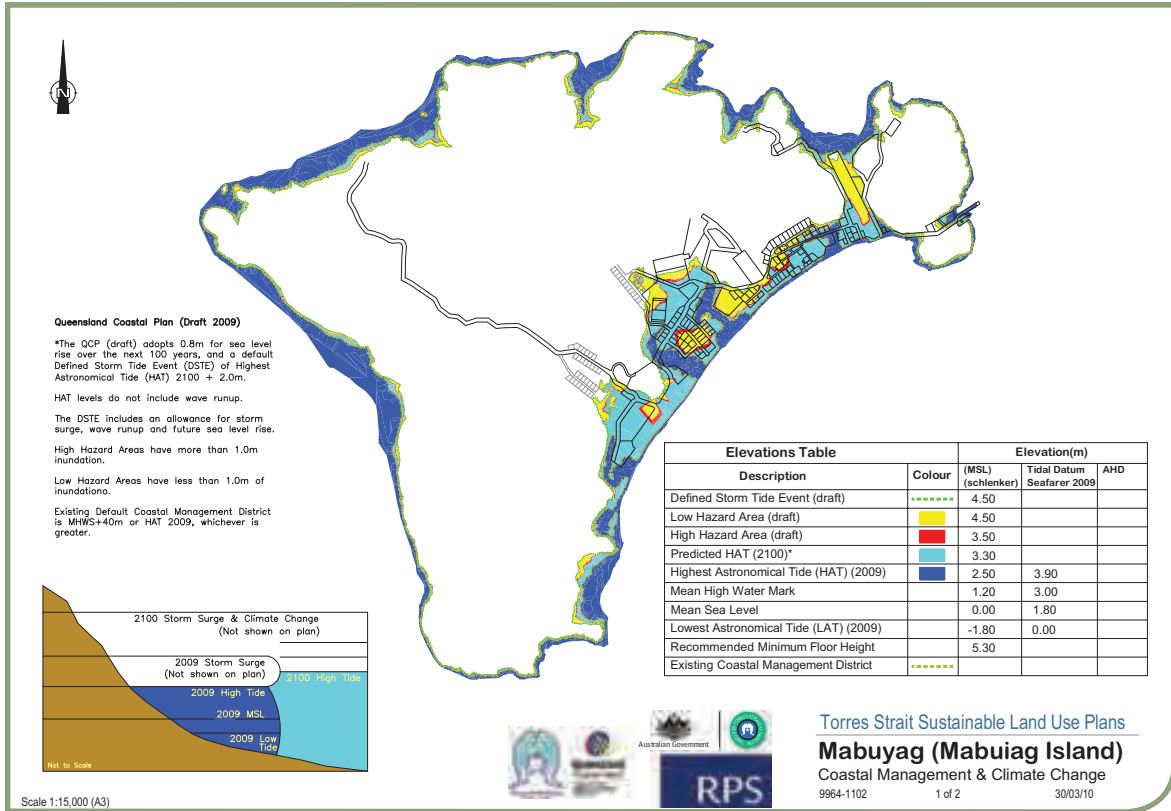 N
Queensland Coastal Plan (Draft 2009)
*The QCP (draft) adopts 0.8m for sea level
rise over the next 100 years, and a default
Defined Storm Tide Event (DSTE) of Highest
Astronomical Tide (HAT) 2100 + 2.0m.
HAT levels do not include wave runup.
The DSTE includes an allowance for storm
surge, wave runup and future sea level rise.
High Hazard Areas have more than 1.0m
inundation.
Low Hazard Areas have less than 1.0m of
inundationo.
Existing Default Coastal Management District
is MHWS+40m or HAT 2009, whichever is
greater.
Elevations Table Elevation(m)
Description Colour (MSL) (schlenker) Tidal Datum Seafarer 2009 AHD
Defined Storm Tide Event (draft) 4.50
Low Hazard Area (draft) 4.50
High Hazard Area (draft) 3.50
Predicted HAT (2100)* 3.30
Highest Astronomical Tide (HAT) (2009) 2.50 3.90
Mean High Water Mark 1.20 3.00
Mean Sea Level 0.00 1.80
Lowest Astronomical Tide (LAT) (2009) -1.80 0.00
Recommended Minimum Floor Height 5.30
Existing Coastal Management District
2100 Storm Surge & Climate Change
(Not shown on plan)
2009 Storm Surge
(Not shown on plan)
2100 High Tide
2009 High Tide
2009 MSL
2009 Low
Tide
Not to Scale
Scale 1:15,000 (A3)
Australian Government
RPS
Torres Strait Sustainable Land Use Plans
Mabuyag (Mabuiag Island)
Coastal Management & Climate Change
9964-1102 1 of 2 30/03/10